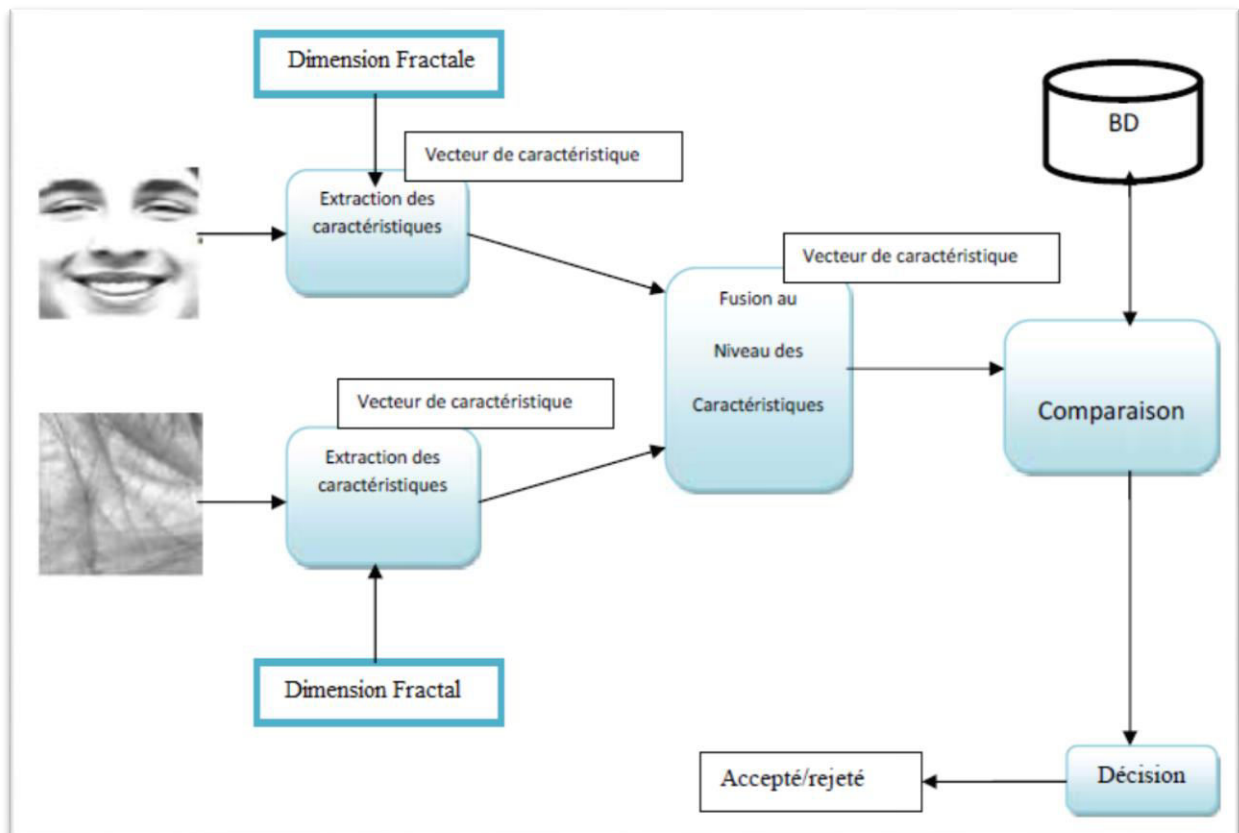 Dimension Fractale
BD
Vecteur de caractéristique
Extraction des
caractéristiques
Vecteur de caractéristique
Fusion au
Niveau des
Caractéristiques
Vecteur de caractéristique
Comparaison
Extraction des
caractéristiques
Dimension Fractal
Accepté/rejeté
Décision